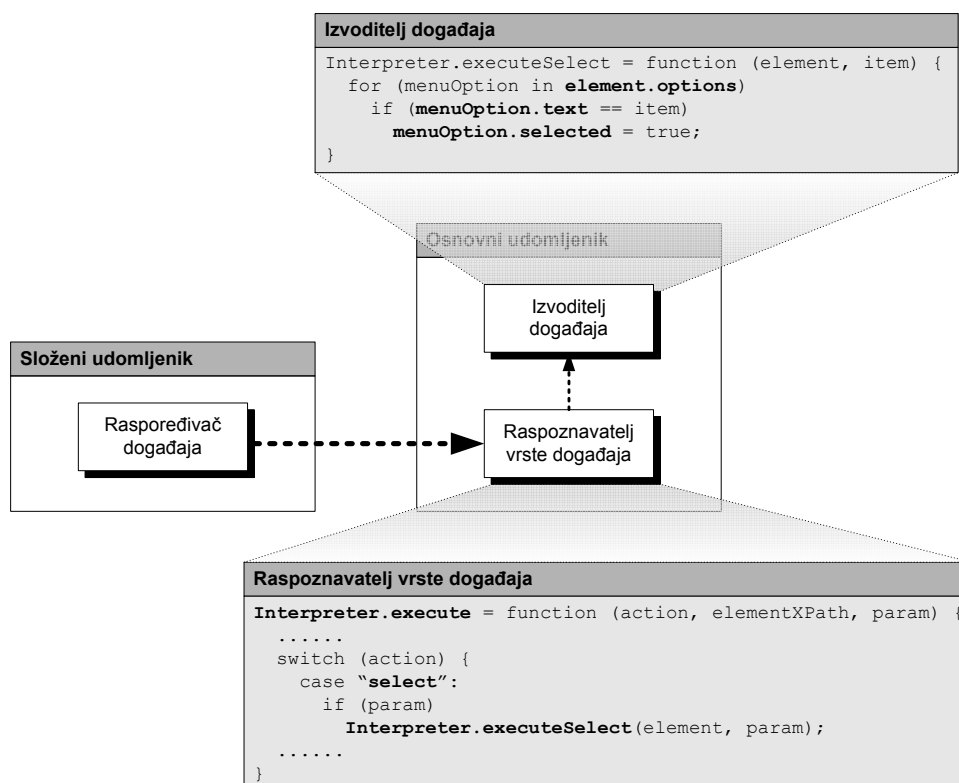 Izvoditelj događaja
Interpreter.executeSelect = function (element, item) {
for (menuOption in element.options)
if (menuOption.text == item)
menuOption.selected = true;
}
Osnovni udomljenik
Izvoditelj
događaja
Složeni udomljenik
Raspoređivač
događaja
Raspoznavatelj
vrste događaja
Raspoznavatelj vrste događaja
Interpreter.execute = function (action, elementXPath, param) {
......
switch (action) {
case “select”:
if (param)
Interpreter.executeSelect(element, param);
......
}